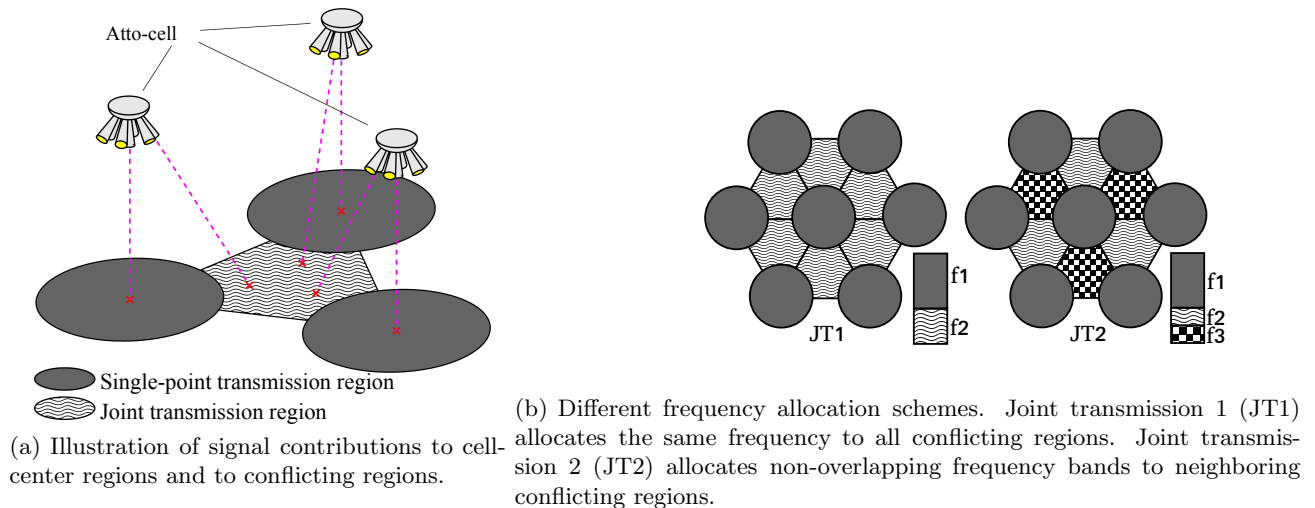 Atto-cell
Single-point transmission region
Joint transmission region
(a) Illustration of signal contributions to cell-
center regions and to conflicting regions.
f1
f2
JT1
f1
f2
f3
JT2
(b) Different frequency allocation schemes. Joint transmission 1 (JT1)
allocates the same frequency to all conflicting regions. Joint transmis-
sion 2 (JT2) allocates non-overlapping frequency bands to neighboring
conflicting regions.